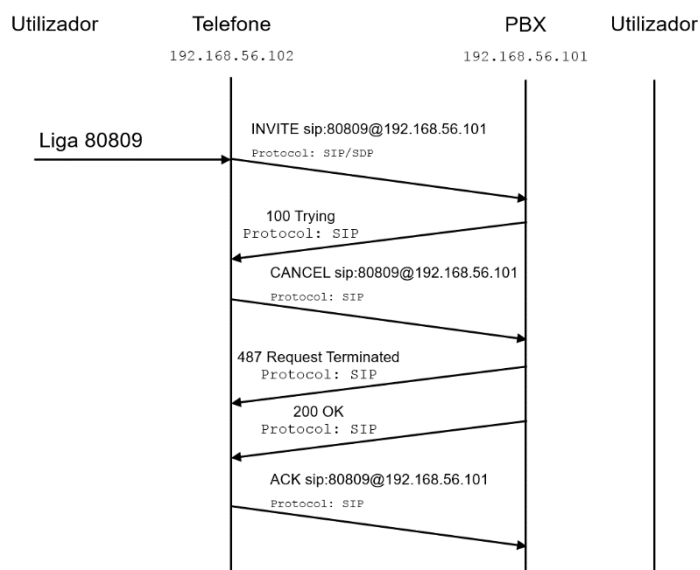 Utilizador Telefone PBX Utilizador
192.168.56.102 192.168.56.101
INVITE sip:80809@192.168.56.101
Liga 80809
Protocol: SIP/SDP
100 Trying
Protocol: SIP
CANCEL sip:80809@192.168.56.101
Protocol: SIP
487 Request Terminated
Protocol: SIP
200 OK
Protocol: SIP
ACK sip:80809@192.168.56.101
Protocol: SIP